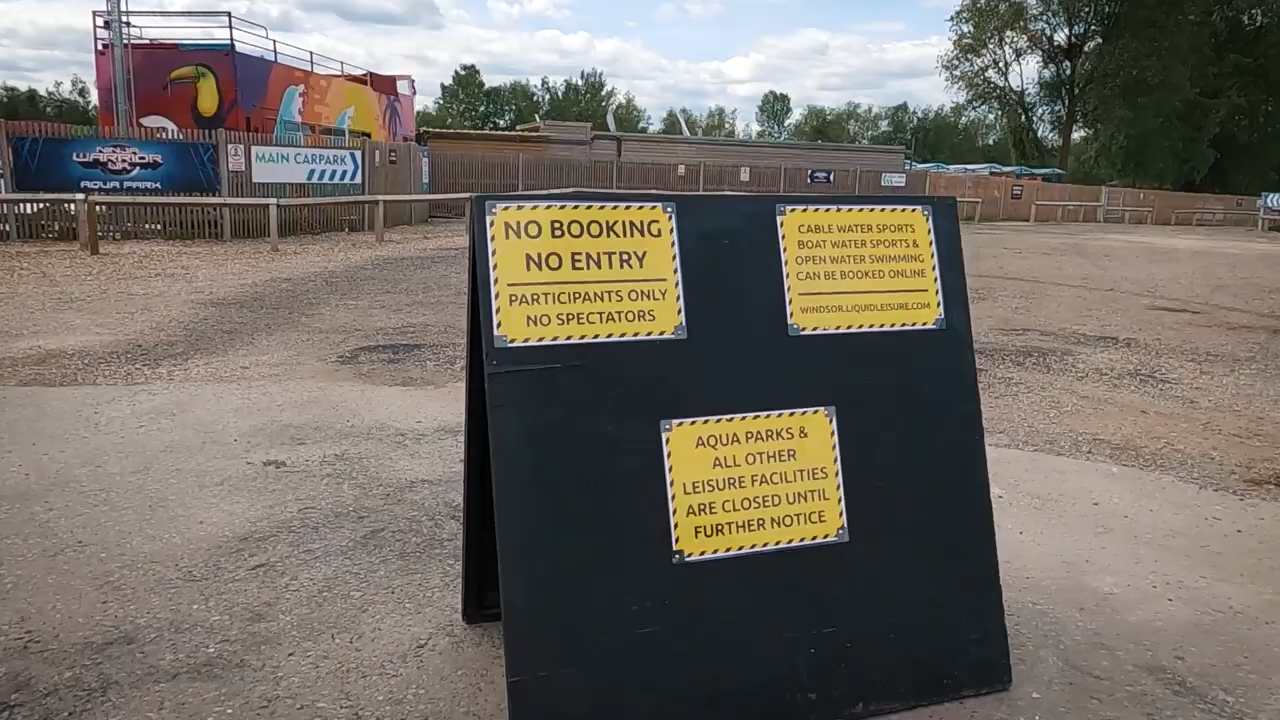 NINJA
WARRIOR
UK
AQUA PARK
MAIN CARPARK
NO BOOKING
NO ENTRY
PARTICIPANTS ONLY
NO SPECTATORS
CABLE WATER SPORTS
BOAT WATER SPORTS &
OPEN WATER SWIMMING
CAN BE BOOKED ONLINE
WINDSOR.LIQUIDLEISURE.COM
AQUA PARKS &
ALL OTHER
LEISURE FACILITIES
ARE CLOSED UNTIL
FURTHER NOTICE